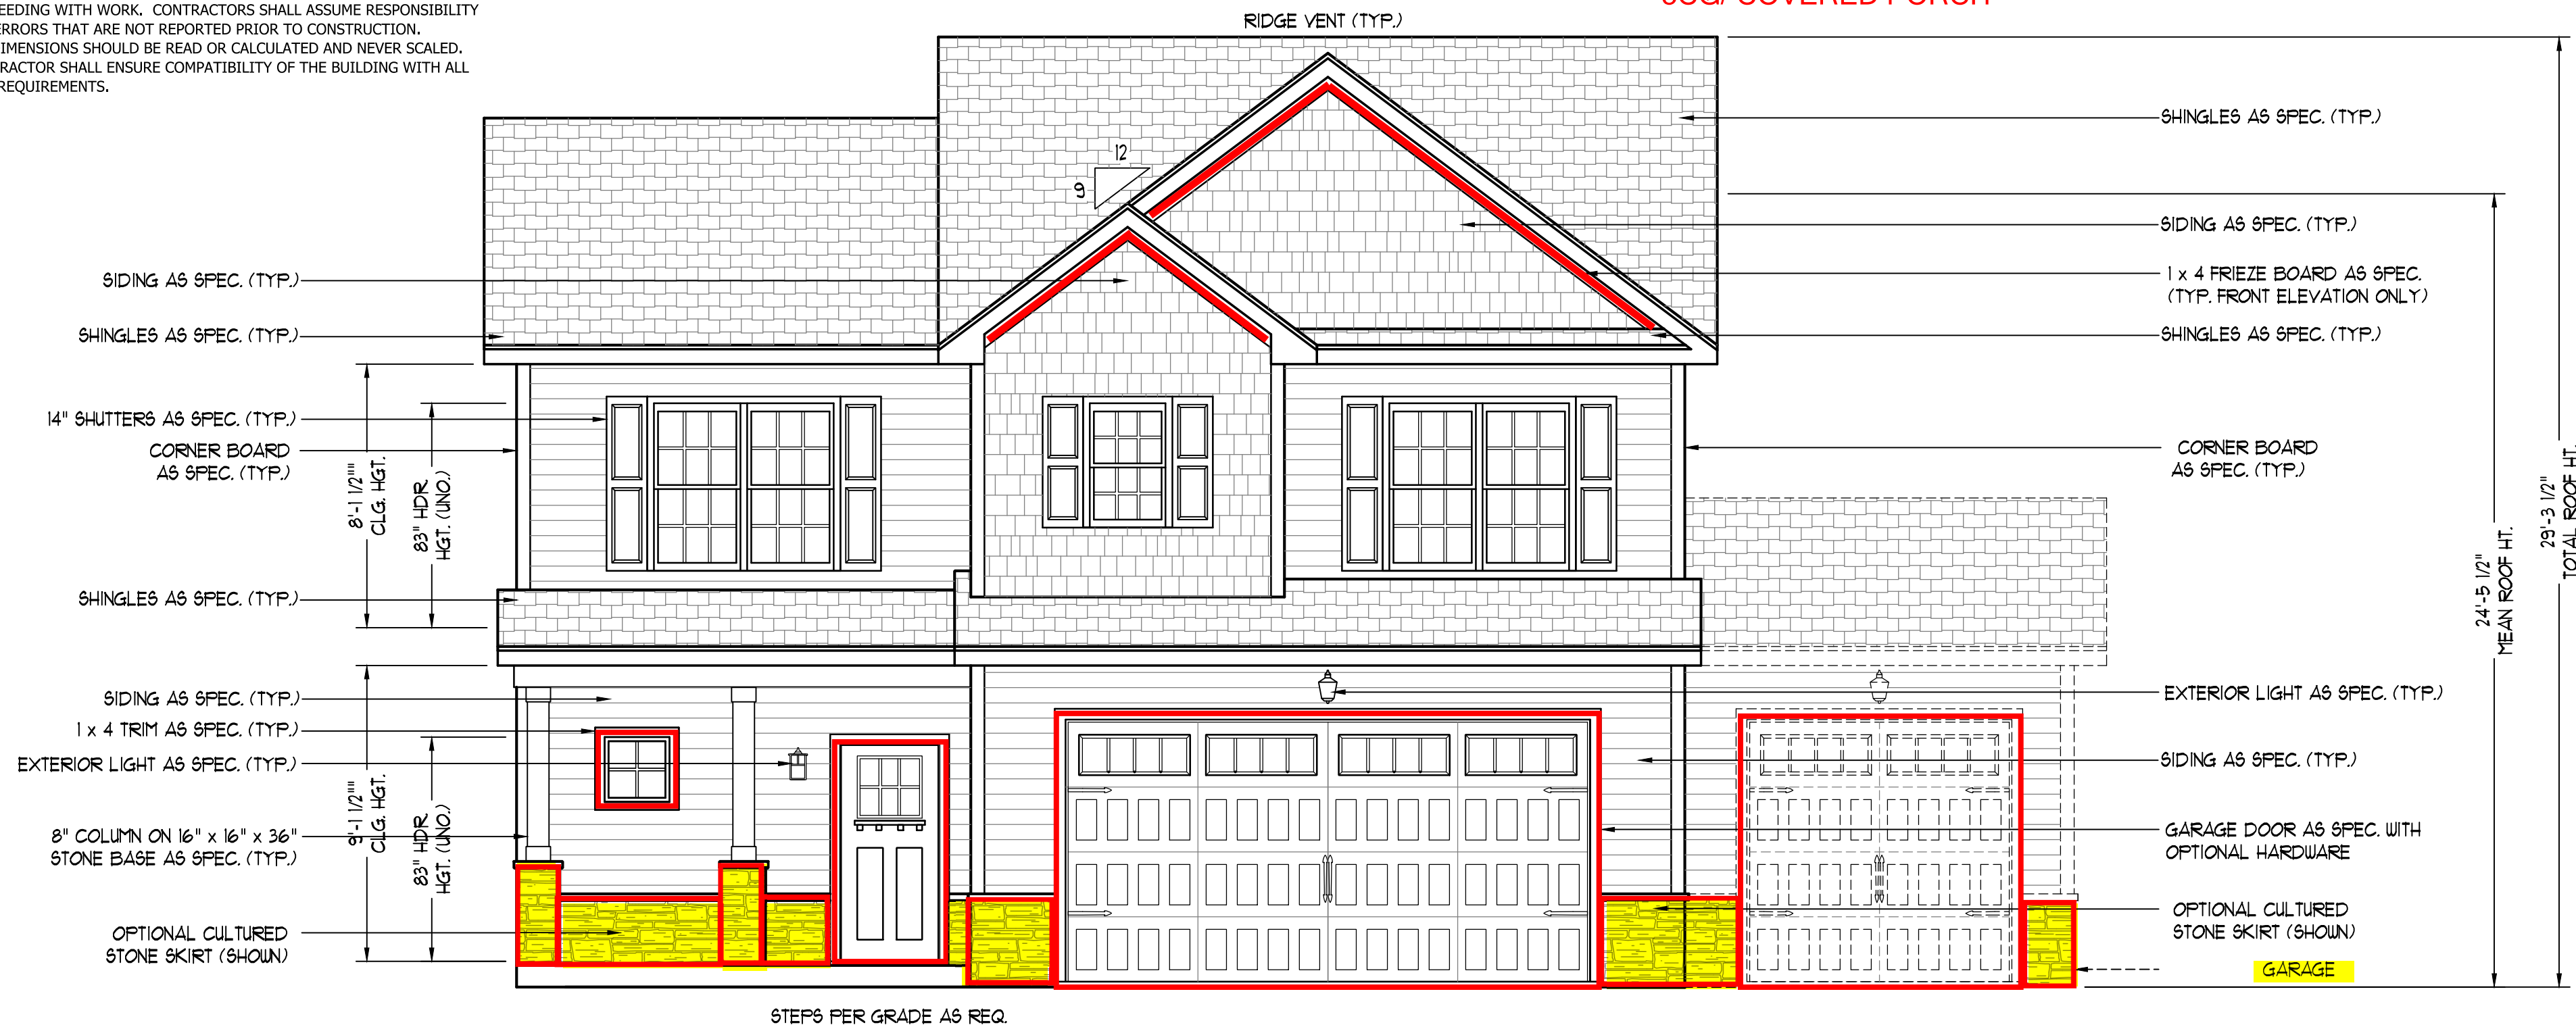 EEDING WITH WORK. CONTRACTORS SHALL ASSUME RESPONSIBILITY
ERRORS THAT ARE NOT REPORTED PRIOR TO CONSTRUCTION.
IMENSIONS SHOULD BE READ OR CALCULATED AND NEVER SCALED.
RACTOR SHALL ENSURE COMPATIBILITY OF THE BUILDING WITH ALL
REQUIREMENTS.
COVERED PORCH
RIDGE VENT (TYP.)
12
9
SIDING AS SPEC. (TYP.)
SHINGLES AS SPEC. (TYP.)
14" SHUTTERS AS SPEC. (TYP.)
CORNER BOARD
AS SPEC. (TYP.)
8'-1 1/2""
CLG. HGT.
83" HDR.
HGT. (UNO.)
SHINGLES AS SPEC. (TYP.)
SIDING AS SPEC. (TYP.)
1 x 4 TRIM AS SPEC. (TYP.)
EXTERIOR LIGHT AS SPEC. (TYP.)
9'-1 1/2""
CLG. HGT.
83" HDR.
HGT. (UNO.)
8" COLUMN ON 16" x 16" x 36"
STONE BASE AS SPEC. (TYP.)
OPTIONAL CULTURED
STONE SKIRT (SHOWN)
STEPS PER GRADE AS REQ.
SHINGLES AS SPEC. (TYP.)
SIDING AS SPEC. (TYP.)
1 x 4 FRIEZE BOARD AS SPEC.
(TYP. FRONT ELEVATION ONLY)
SHINGLES AS SPEC. (TYP.)
CORNER BOARD
AS SPEC. (TYP.)
24'-5 1/2"
MEAN ROOF HT.
29'-3 1/2"
TOTAL ROOF HT.
EXTERIOR LIGHT AS SPEC. (TYP.)
SIDING AS SPEC. (TYP.)
GARAGE DOOR AS SPEC. WITH
OPTIONAL HARDWARE
OPTIONAL CULTURED
STONE SKIRT (SHOWN)
GARAGE